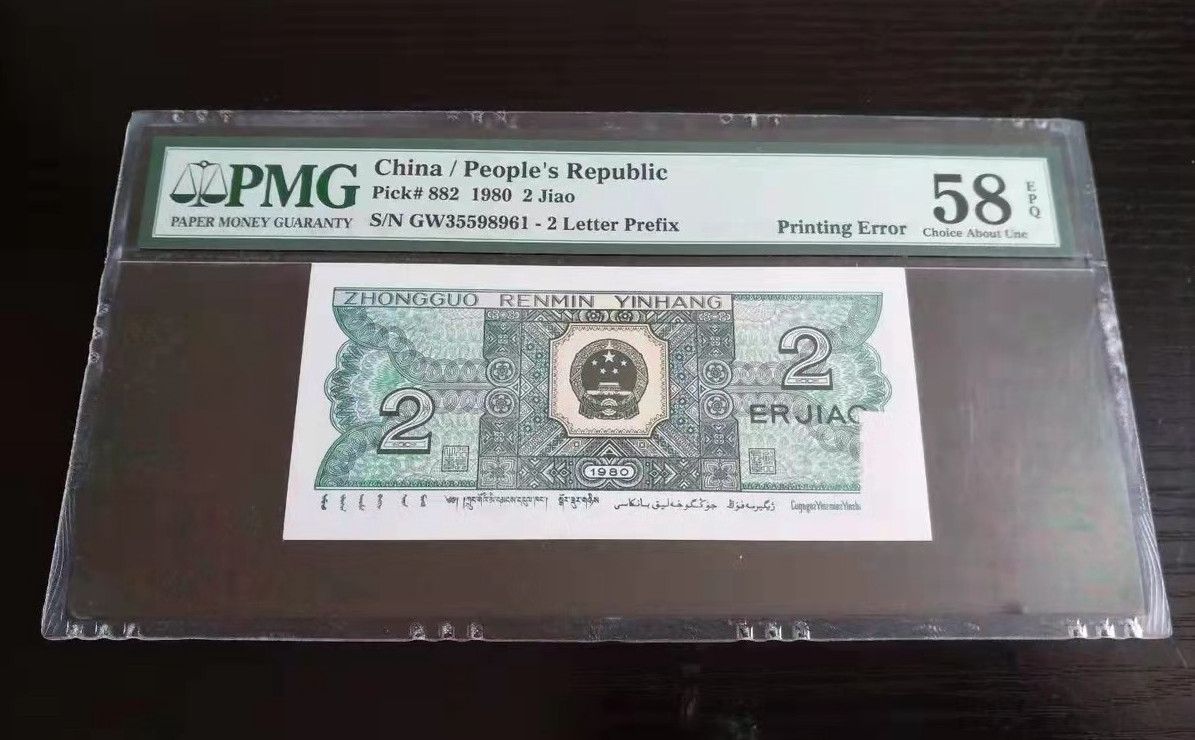 PMG
PAPER MONEY GUARANTY
China / People's Republic
Pick# 882 1980 2 Jiao
S/N GW35598961 - 2 Letter Prefix
Printing Error
58
EPQ
Choice About Unc
ZHONGGUO RENMIN YINHANG
2
2
ERJIAO
1980